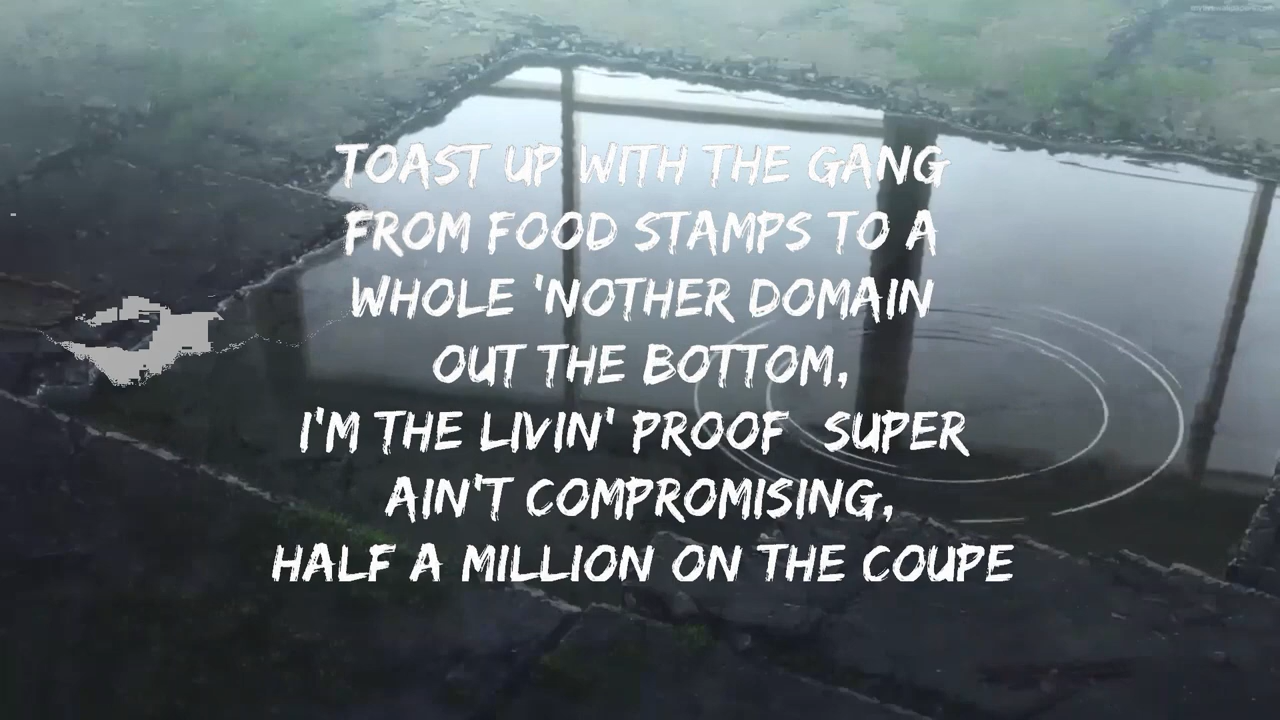 TOAST UP WITH THE GANG
FROM FOOD STAMPS TO A
WHOLE 'NOTHER DOMAIN
OUT THE BOTTOM,
I'M THE LIVIN' PROOF SUPER
AIN'T COMPROMISING,
HALF A MILLION ON THE COUPE